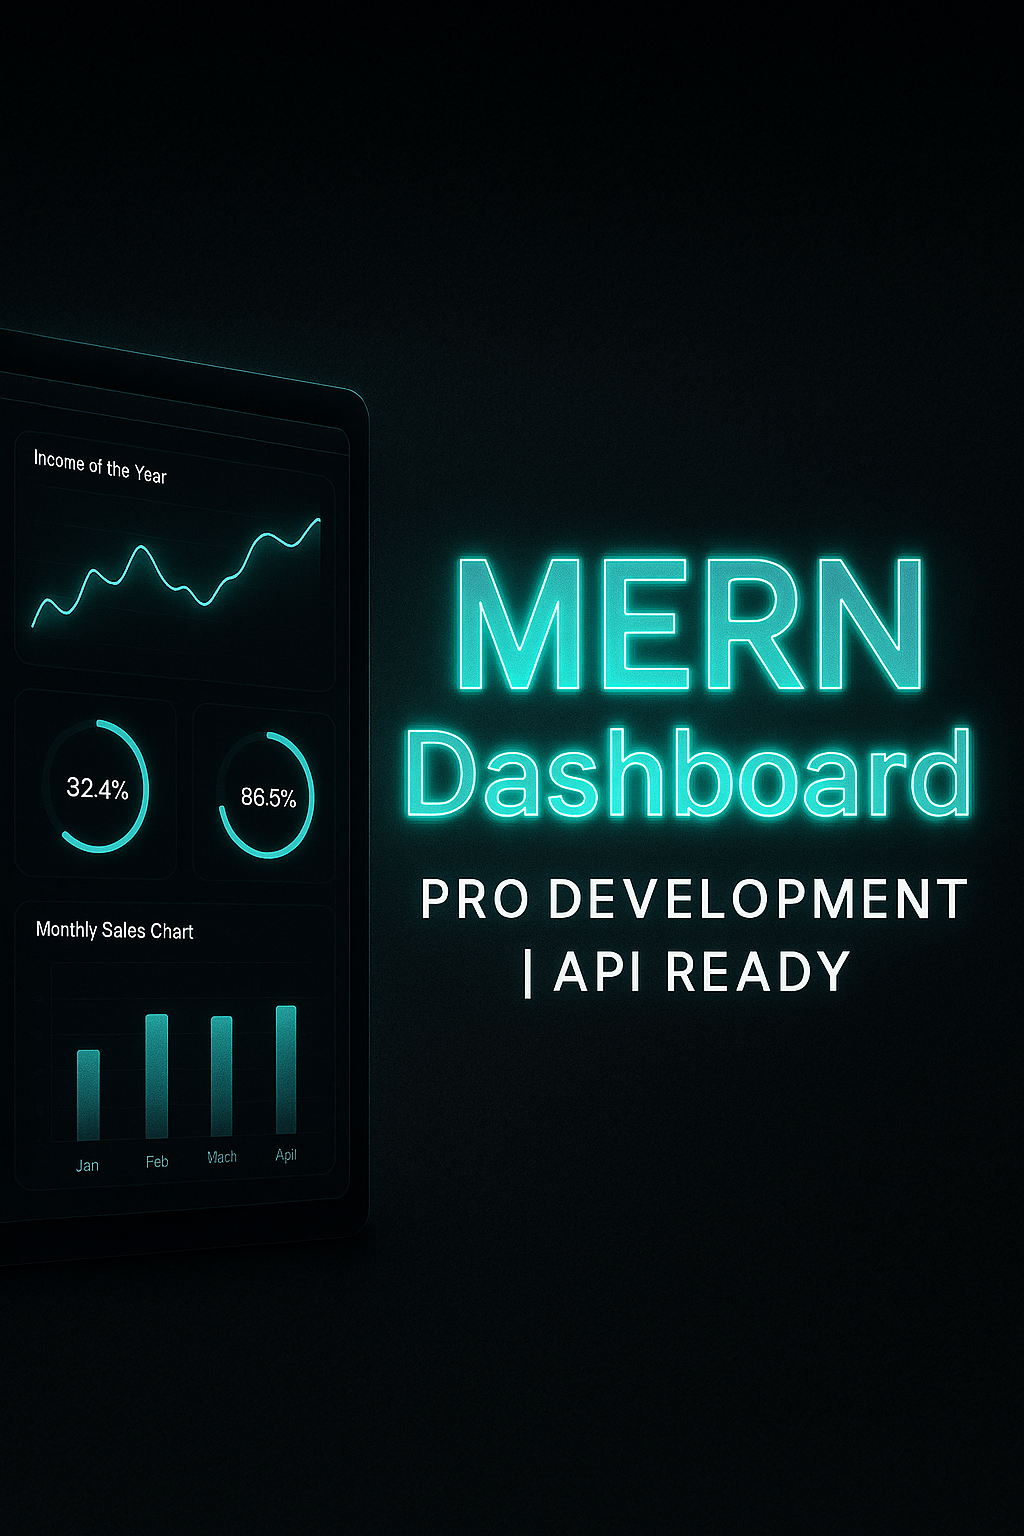 Income of the Year
32.4%
86.5%
Monthly Sales Chart
Jan
Feb
Mach
Apil
MERN
Dashboard
PRO DEVELOPMENT
| API READY